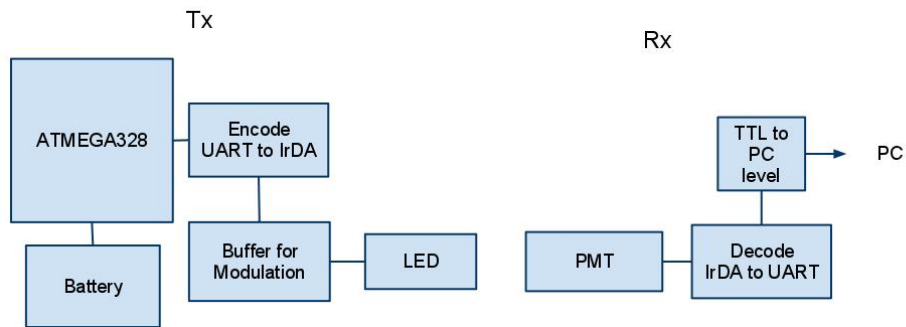 Tx
ATMEGA328
Encode
UART to IrDA
Buffer for
Modulation
LED
Battery
Rx
TTL to
PC
level
PC
PMT
Decode
IrDA to UART